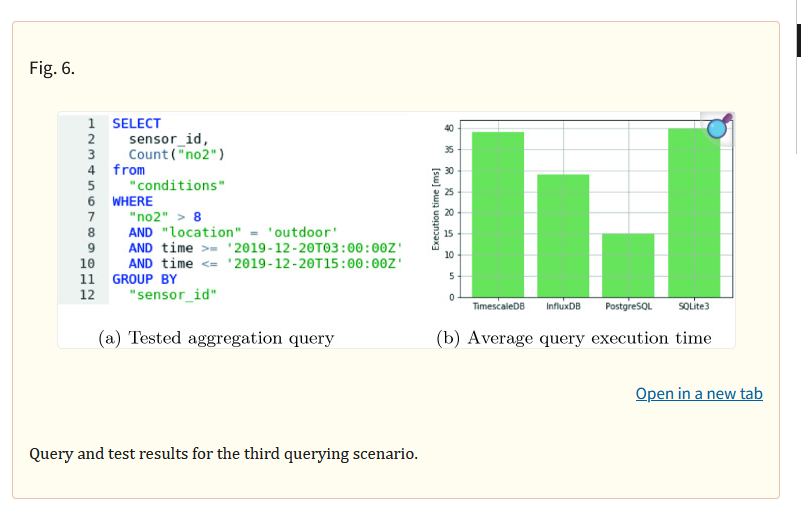 Fig. 6.
1 SELECT
2 sensor_id,
3 Count("no2")
4 from
5 "conditions"
6 WHERE
7 "no2" > 8
8 AND "location" = 'outdoor'
9 AND time >= '2019-12-20T03:00:00Z'
10 AND time <= '2019-12-20T15:00:00Z'
11 GROUP BY
12 "sensor_id"
(a) Tested aggregation query
Execution time [ms]
40
35
30
25
20
15
10
5
0
TimescaleDB InfluxDB PostgreSQL SQLite3
(b) Average query execution time
Open in a new tab
Query and test results for the third querying scenario.